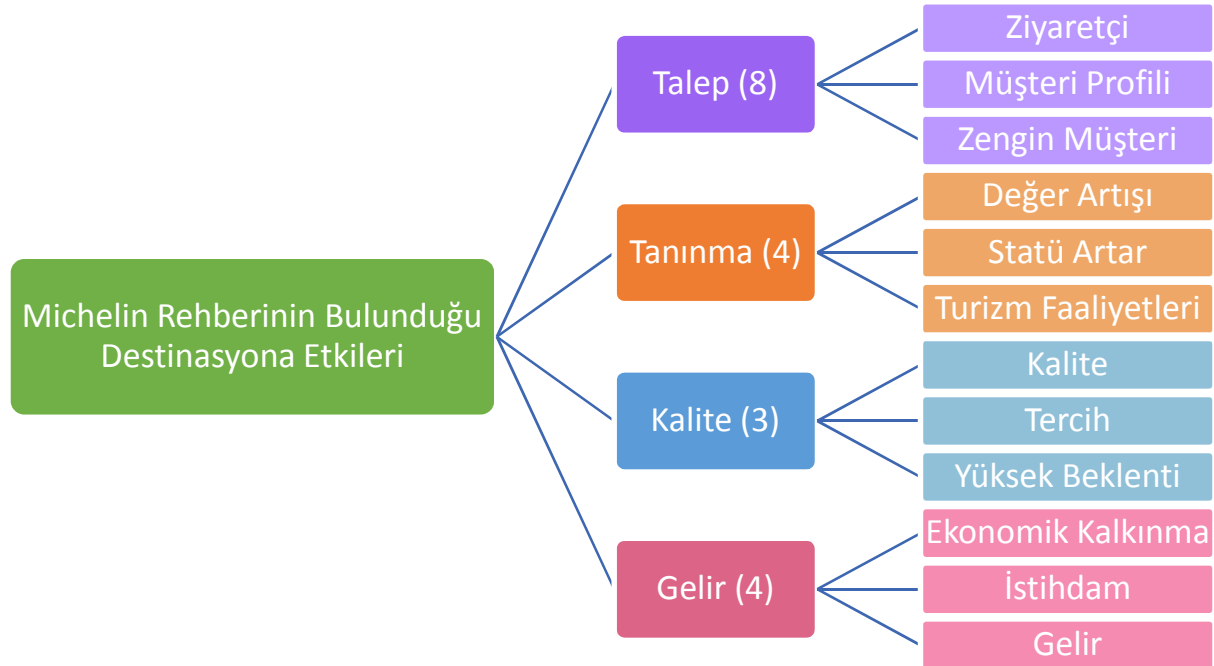 Michelin Rehberinin Bulunduğu
Destinasyona Etkileri
Talep (8)
Ziyaretçi
Müşteri Profili
Zengin Müşteri
Tanınma (4)
Değer Artışı
Statü Artar
Turizm Faaliyetleri
Kalite (3)
Kalite
Tercih
Yüksek Beklenti
Gelir (4)
Ekonomik Kalkınma
İstihdam
Gelir